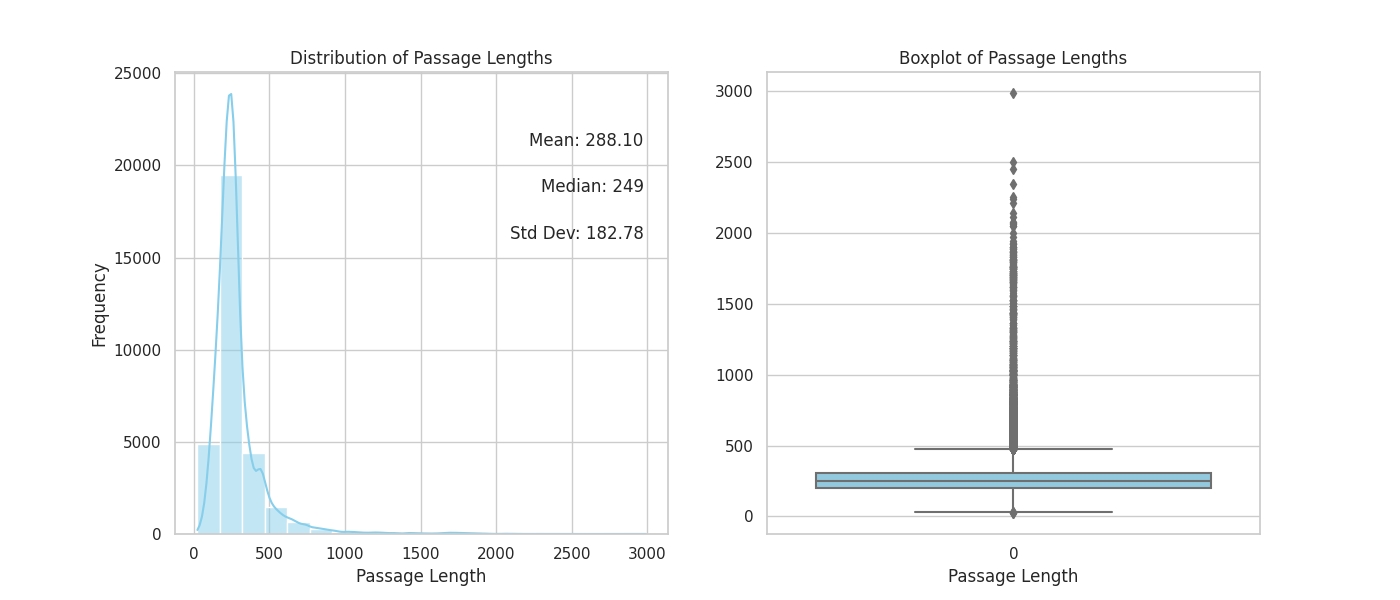 Distribution of Passage Lengths
25000
20000
15000
10000
5000
0
Frequency
Mean: 288.10
Median: 249
Std Dev: 182.78
0 500 1000 1500 2000 2500 3000
Passage Length
Boxplot of Passage Lengths
3000
2500
2000
1500
1000
500
0
0
Passage Length